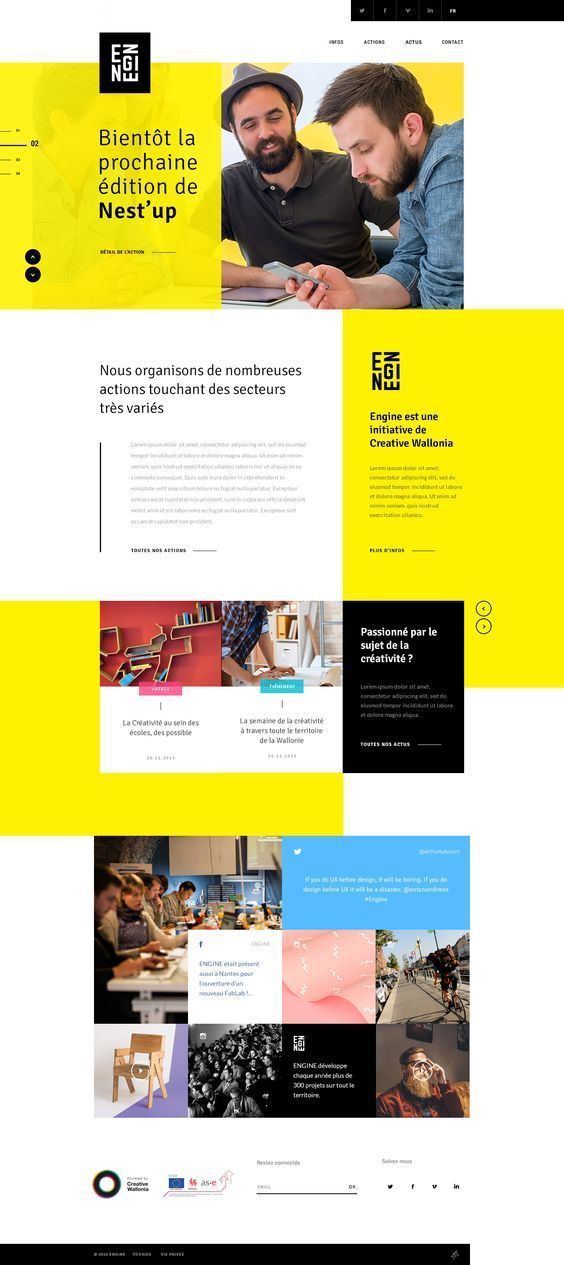 FR
INFOS
ACTIONS
ACTUS
CONTACT
ENGINE
01
02
03
04
Bientôt la
prochaine
édition de
Nest'up
DÉTAIL DE L'ACTION
Nous organisons de nombreuses
actions touchant des secteurs
très variés
Lorem ipsum dolor sit amet, consectetur adipiscing elit, sed do eiusmod
tempor incididunt ut labore et dolore magna aliqua. Ut enim ad minim
veniam, quis nostrud exercitation ullamco laboris nisi ut aliquip ex ea
commodo consequat. Duis aute irure dolor in reprehenderit in
voluptate velit esse cillum dolore eu fugiat nulla pariatur. Excepteur
sint occaecat cupidatat non proident, sunt in culpa qui officia deserunt
mollit anim id est laborumre eu fugiat nulla pariatur. Excepteur sint
occaecat cupidatat non proident.
TOUTES NOS ACTIONS
ENGINE
Engine est une
initiative de
Creative Wallonia
Lorem ipsum dolor sit amet,
consectetur adipiscing elit, sed do
eiusmod tempor incididunt ut labore
et dolore magna aliqua. Ut enim ad
minim veniam, quis nostrud
exercitation ullamco.
PLUS D'INFOS
ARTICLE
La Créativité au sein des
écoles, des possible
20.12.2015
ÉVÉNEMENT
La semaine de la créativité
à travers toute le territoire
de la Wallonie
20.12.2015
Passionné par le
sujet de la
créativité ?
Lorem ipsum dolor sit amet,
consectetur adipiscing elit, sed do
eiusmod tempor incididunt ut labore
et dolore magna aliqua.
TOUTES NOS ACTUS
@anthonydupont
If you do UX before design, it will be boring. If you do
design before UX it will be a disaster. @antonandirene
#Engine
ENGINE
ENGINE était présent
aussi à Nantes pour
l'ouverture d'un
nouveau FabLab !...
ENGINE
ENGINE développe
chaque année plus de
300 projets sur tout le
territoire.
Powered by
Creative
Wallonia
as-e
Restez connectés
EMAIL
OK
Suivez-nous
© 2015 ENGINE
COOKIES
VIE PRIVÉE